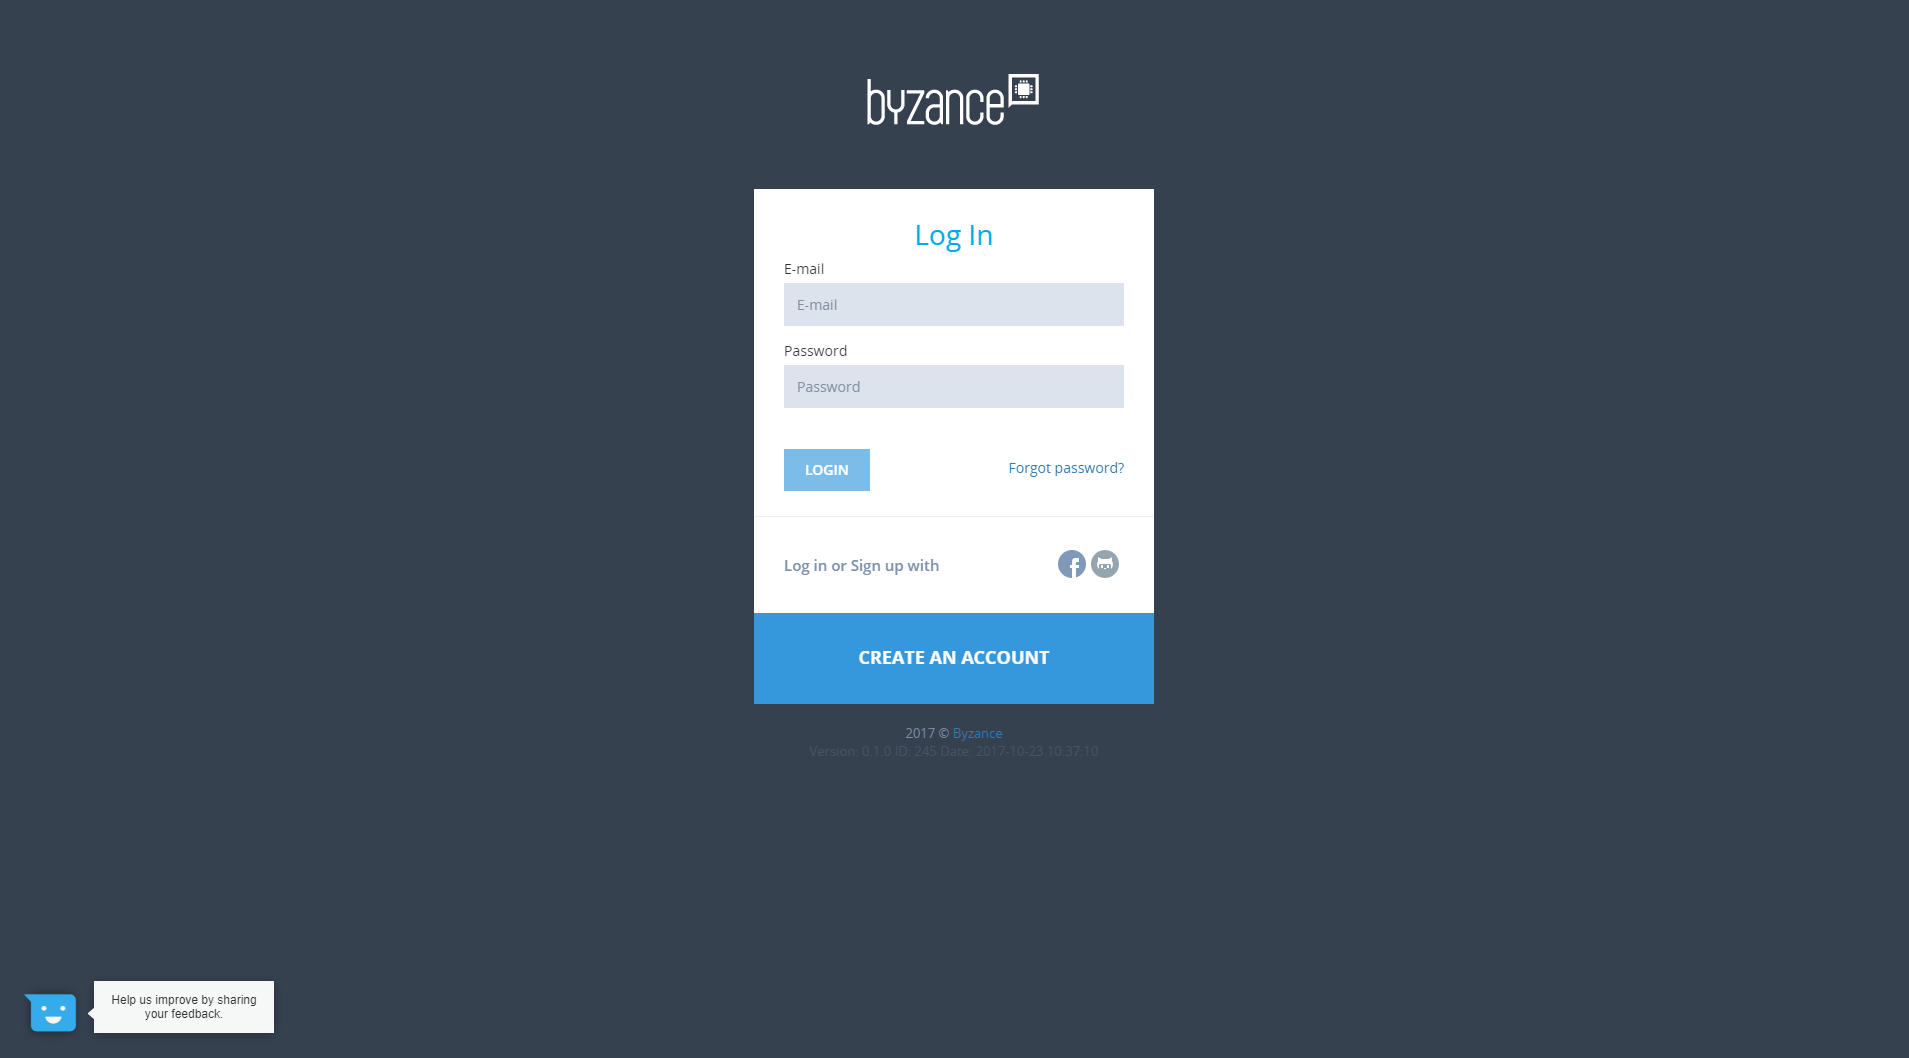 byzance
Log In
E-mail
E-mail
Password
Password
LOGIN
Forgot password?
Log in or Sign up with
CREATE AN ACCOUNT
2017 © Byzance
Version: 0.1.0 ID: 245 Date: 2017-10-23 10:37:10
Help us improve by sharing
your feedback.